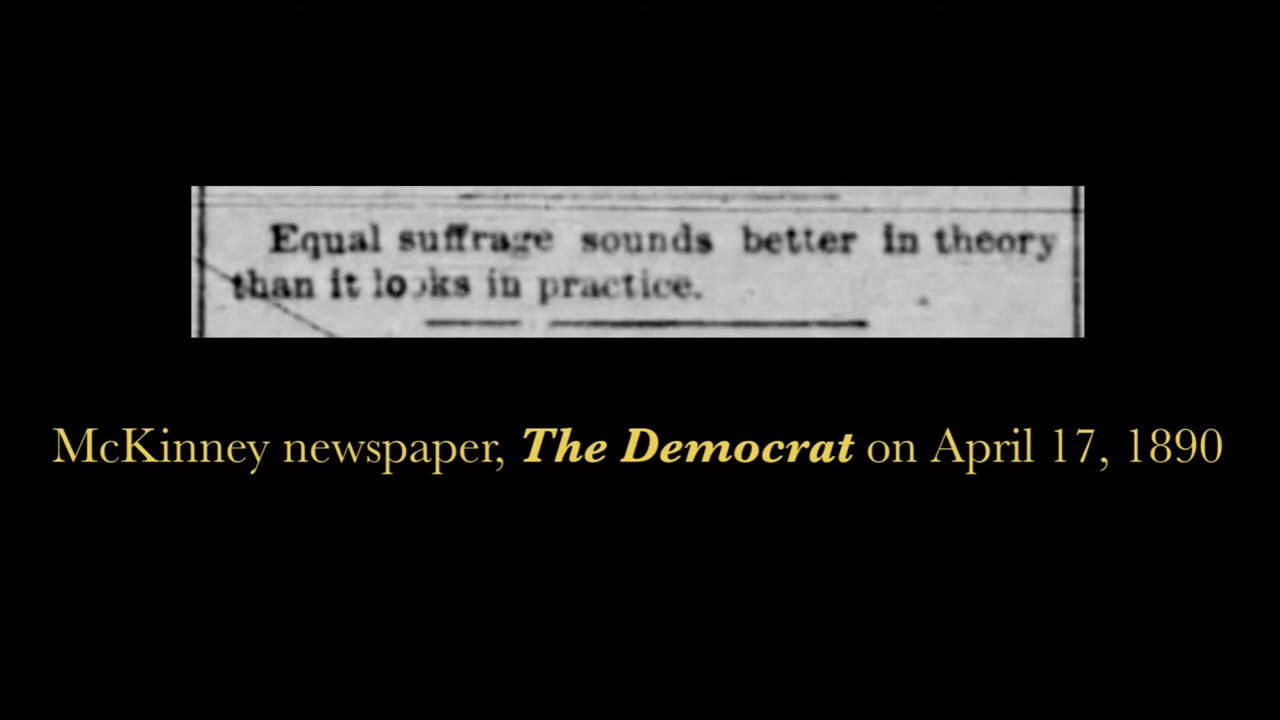 Equal suffrage sounds better in theory
than it looks in practice.
McKinney newspaper, The Democrat on April 17, 1890